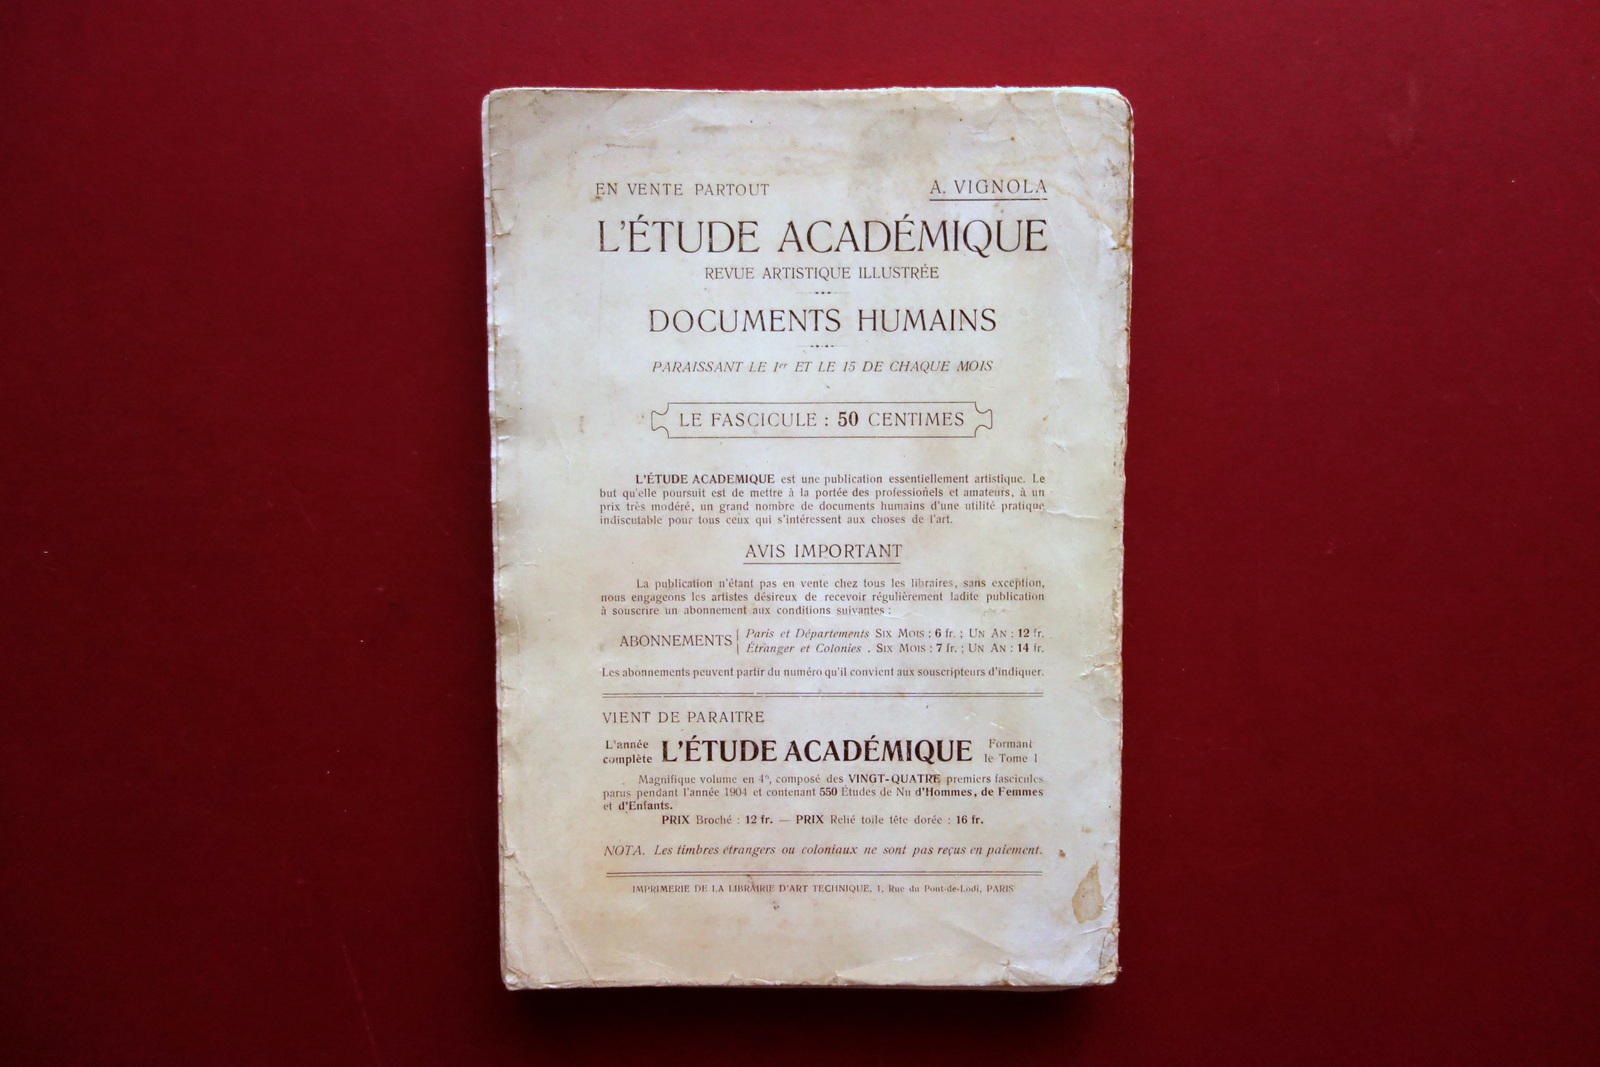 EN VENTE PARTOUT A. VIGNOLA
L'ÉTUDE ACADÉMIQUE
REVUE ARTISTIQUE ILLUSTRÉE
DOCUMENTS HUMAINS
PARAISSANT LE 1er ET LE 15 DE CHAQUE MOIS
LE FASCICULE : 50 CENTIMES
L'ÉTUDE ACADEMIQUE est une publication essentiellement artistique. Le
but qu'elle poursuit est de mettre à la portée des professionels et amateurs, à un
prix très modéré, un grand nombre de documents humains d'une utilité pratique
indiscutable pour tous ceux qui s'intéressent aux choses de l'art.
AVIS IMPORTANT
La publication n'étant pas en vente chez tous les libraires, sans exception,
nous engageons les artistes désireux de recevoir régulièrement ladite publication
à souscrire un abonnement aux conditions suivantes :
ABONNEMENTS Paris et Départements SIX MOIS : 6 fr. ; UN AN : 12 fr.
Étranger et Colonies . SIX MOIS : 7 fr. ; UN AN : 14 fr.
Les abonnements peuvent partir du numéro qu'il convient aux souscripteurs d'indiquer.
VIENT DE PARAITRE
L'année complète L'ÉTUDE ACADÉMIQUE Formant le Tome I
Magnifique volume en 4°, composé des VINGT-QUATRE premiers fascicules
parus pendant l'année 1904 et contenant 550 Études de Nu d'Hommes, de Femmes
et d'Enfants.
PRIX Broché : 12 fr. — PRIX Relié toile tête dorée : 16 fr.
NOTA. Les timbres étrangers ou coloniaux ne sont pas reçus en paiement.
IMPRIMERIE DE LA LIBRAIRIE D'ART TECHNIQUE, 1, Rue du Pont-de-Lodi, PARIS